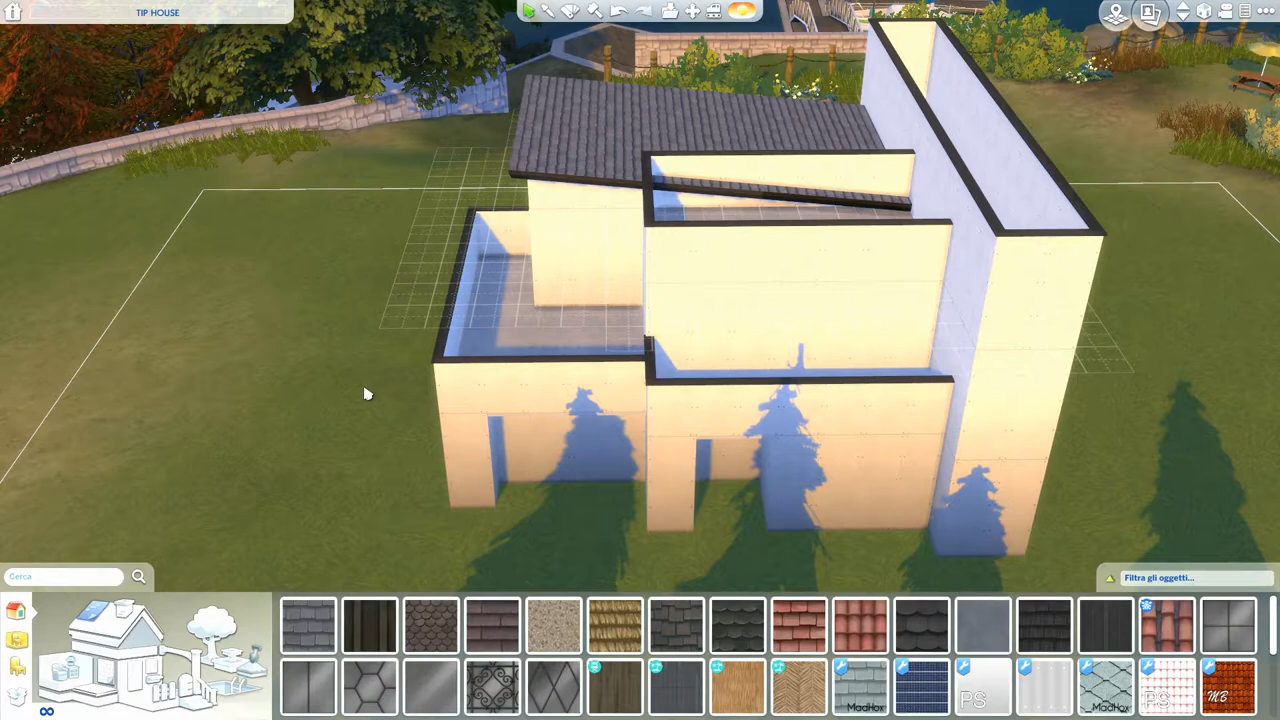 TIP HOUSE
Cerca
Filtra gli oggetti...
MadHox
PS
MadHox
PS
MB